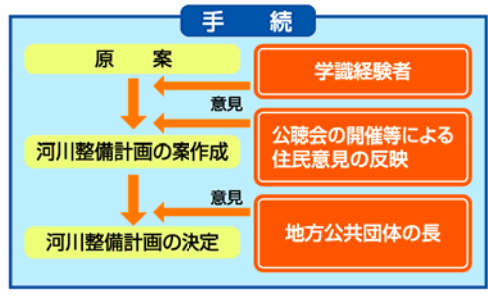 手　続
原　案
学識経験者
意見
公聴会の開催等による
住民意見の反映
河川整備計画の案作成
意見
地方公共団体の長
河川整備計画の決定